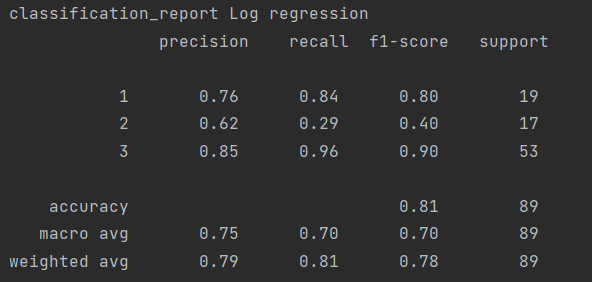 classification_report Log regression
precision recall f1-score support
1 0.76 0.84 0.80 19
2 0.62 0.29 0.40 17
3 0.85 0.96 0.90 53
accuracy 0.81 89
macro avg 0.75 0.70 0.70 89
weighted avg 0.79 0.81 0.78 89